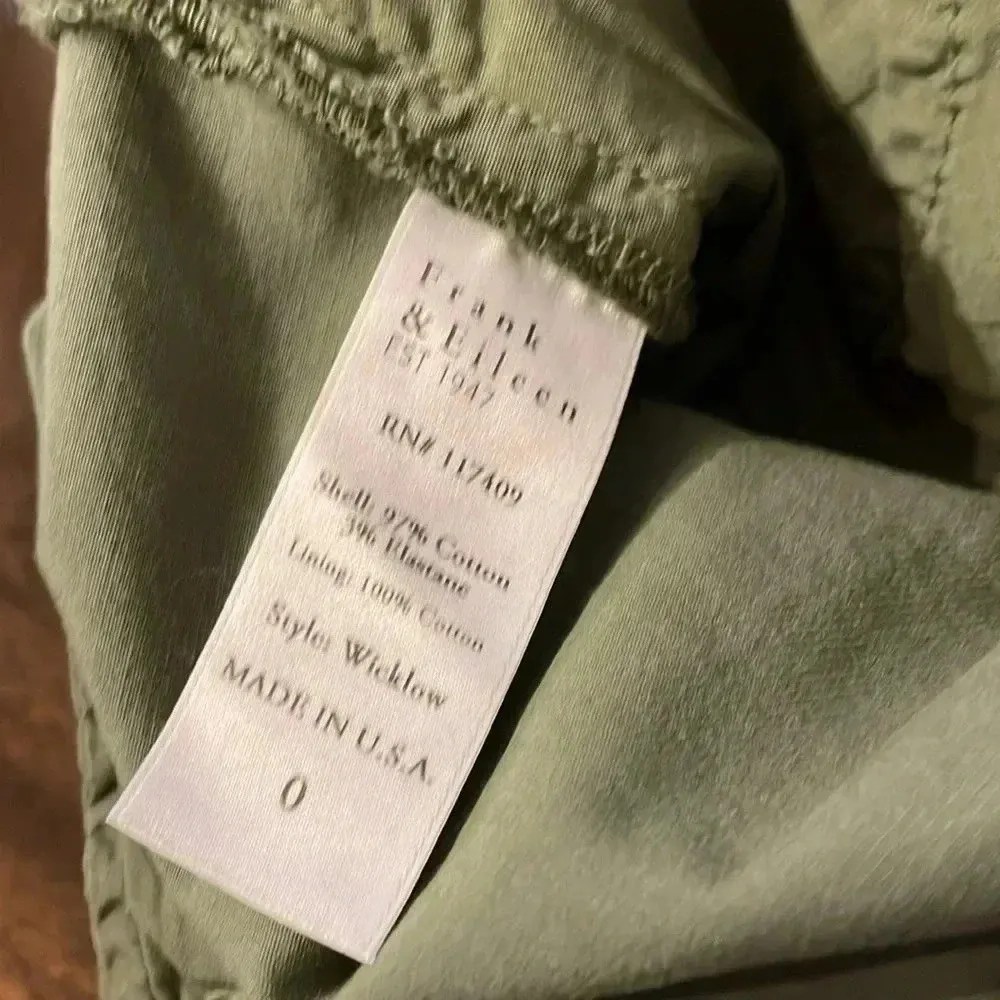 Frank
& Eileen
EST 1947
RN# 117409
Shell: 97% Cotton
3% Elastane
Lining: 100% Cotton
Style: Wicklow
MADE IN U.S.A.
0